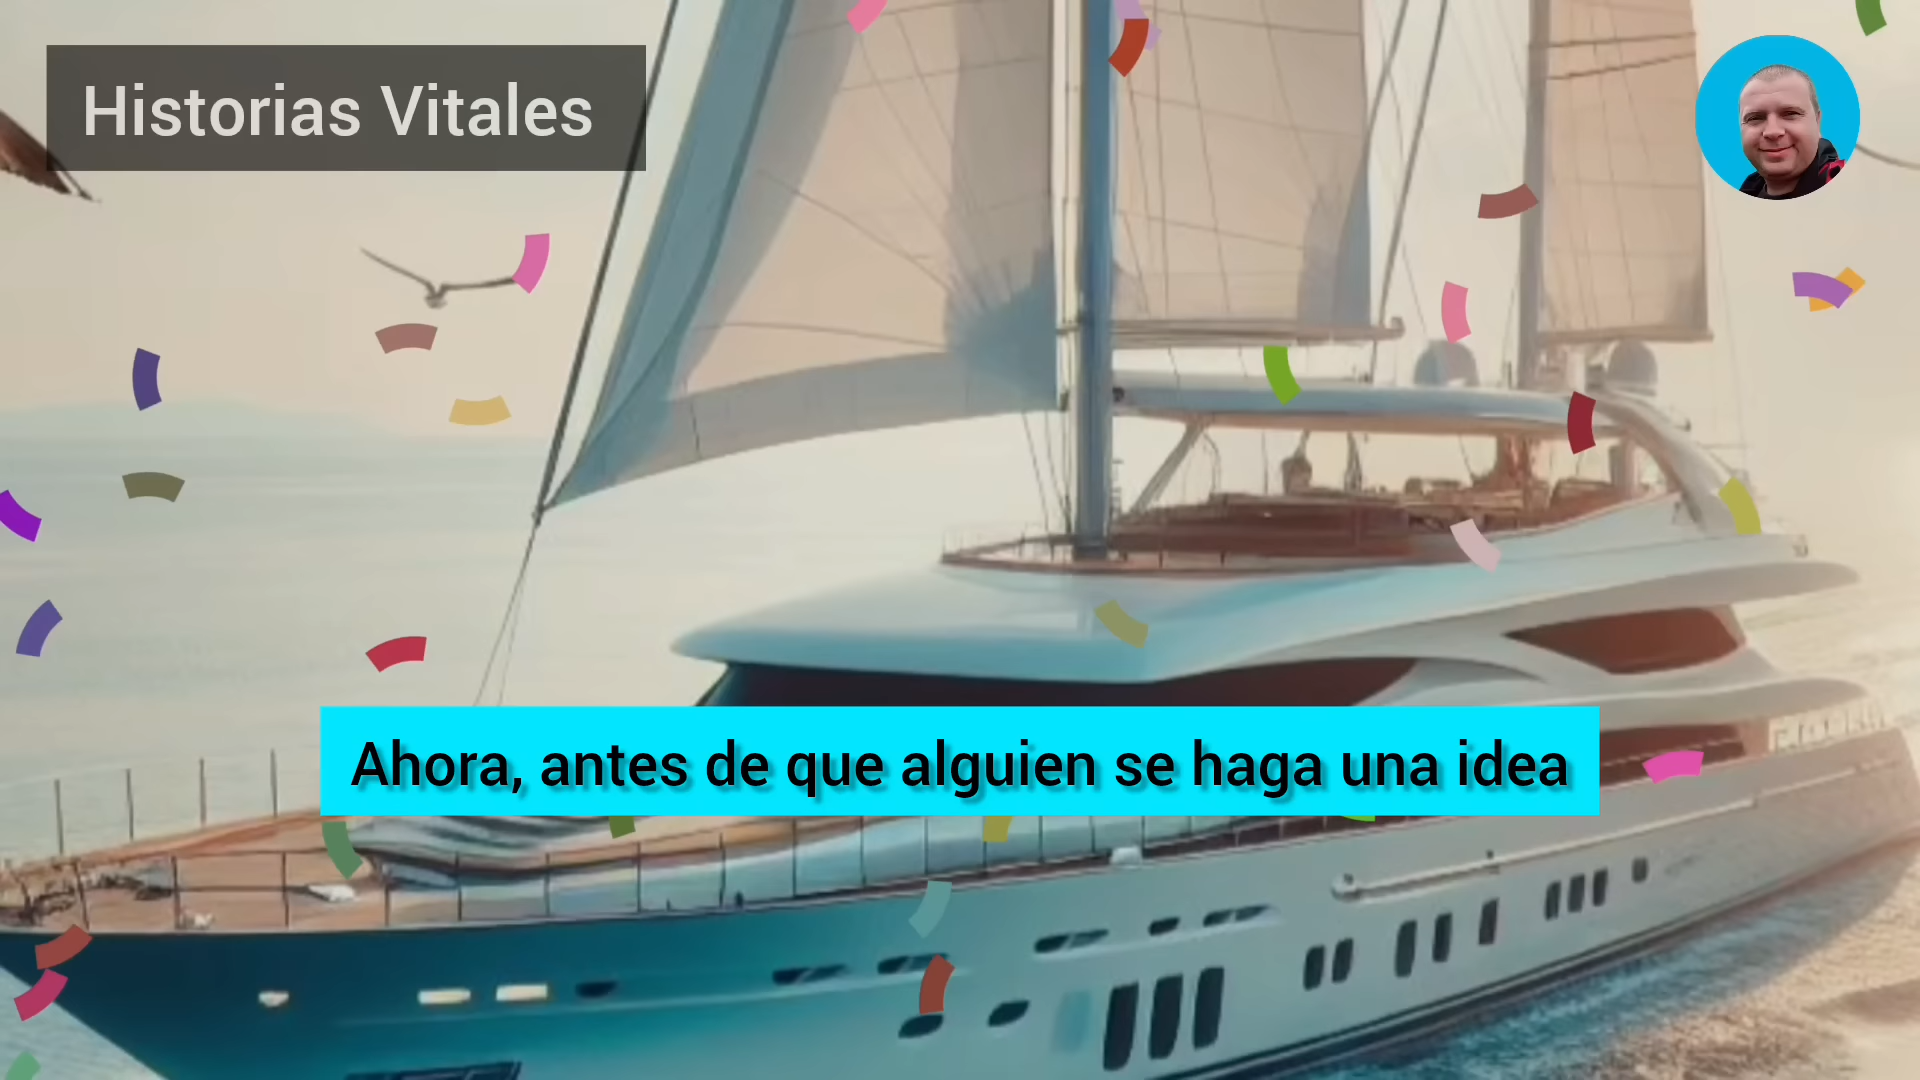 Historias Vitales
Ahora, antes de que alguien se haga una idea